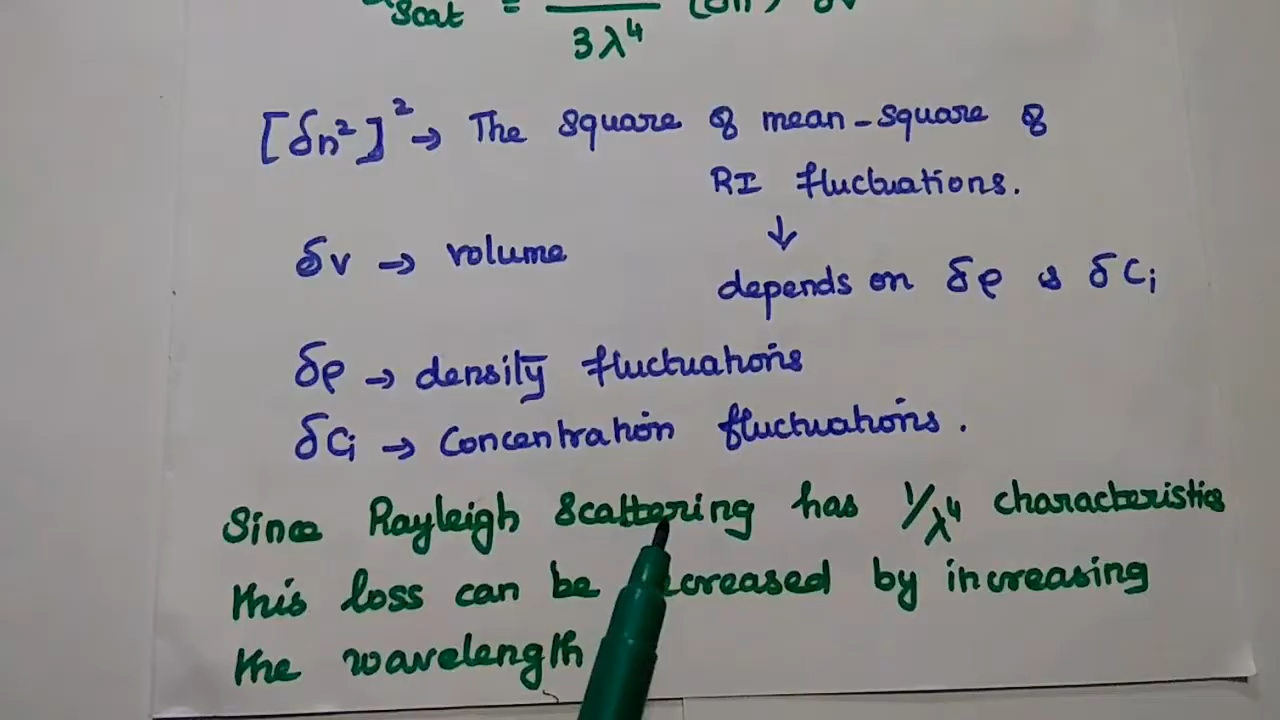 scat =
3λ⁴
[δn²]² → The square of mean-square of
RI fluctuations.
↓
δv → volume
depends on δρ & δCᵢ
δρ → density fluctuations
δCᵢ → Concentration fluctuations.
Since Rayleigh Scattering has 1/λ⁴ characteristics
this loss can be creased by increasing
the wavelength